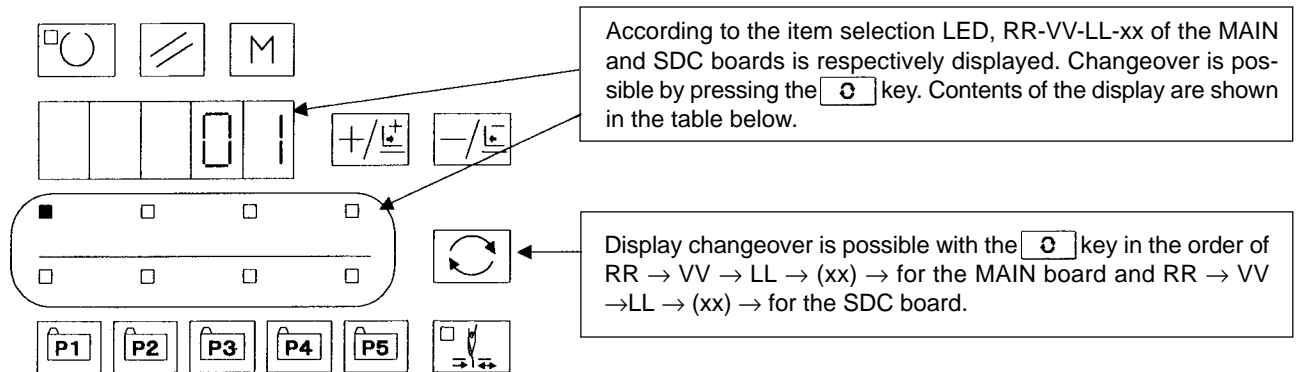 According to the item selection LED, RR-VV-LL-xx of the MAIN
and SDC boards is respectively displayed. Changeover is pos-
sible by pressing the key. Contents of the display are shown
in the table below.
M
01
+/
−/
Display changeover is possible with the key in the order of
RR → VV → LL → (xx) → for the MAIN board and RR → VV
→LL → (xx) → for the SDC board.
P1 P2 P3 P4 P5